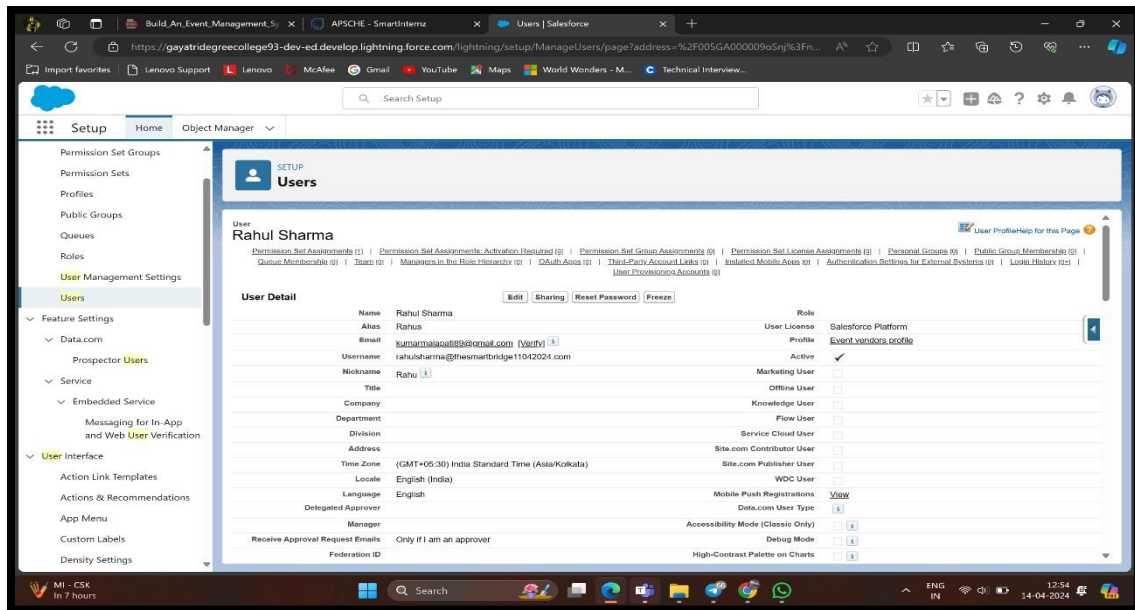 Build_An_Event_Management_Sy
APSCHE - SmartInternz
Users | Salesforce
https://gayatridegreecollege93-dev-ed.develop.lightning.force.com/lightning/setup/ManageUsers/page?address=%2F005GA000009oSnj%3Fn...
Import favorites
Lenovo Support
Lenovo
McAfee
Gmail
YouTube
Maps
World Wonders - M...
Technical Interview...
Search Setup
Setup
Home
Object Manager
Permission Set Groups
Permission Sets
Profiles
Public Groups
Queues
Roles
User Management Settings
Users
Feature Settings
Data.com
Prospector Users
Service
Embedded Service
Messaging for In-App
and Web User Verification
User Interface
Action Link Templates
Actions & Recommendations
App Menu
Custom Labels
Density Settings
SETUP
Users
User
Rahul Sharma
User Profile Help for this Page
Permission Set Assignments [1] | Permission Set Assignments: Activation Required [0] | Permission Set Group Assignments [0] | Permission Set License Assignments [0] | Personal Groups [0] | Public Group Membership [0] |
Queue Membership [0] | Team [0] | Managers in the Role Hierarchy [0] | OAuth Apps [0] | Third-Party Account Links [0] | Installed Mobile Apps [0] | Authentication Settings for External Systems [0] | Login History [0+] |
User Provisioning Accounts [0]
User Detail
Edit Sharing Reset Password Freeze
Name Rahul Sharma Role
Alias Rahus User License Salesforce Platform
Email kumarmalapati89@gmail.com [Verify] Profile Event vendors profile
Username rahulsharma@thesmartbridge11042024.com Active
Nickname Rahu Marketing User
Title Offline User
Company Knowledge User
Department Flow User
Division Service Cloud User
Address Site.com Contributor User
Time Zone (GMT+05:30) India Standard Time (Asia/Kolkata) Site.com Publisher User
Locale English (India) WDC User
Language English Mobile Push Registrations View
Delegated Approver Data.com User Type
Manager Accessibility Mode (Classic Only)
Receive Approval Request Emails Only if I am an approver Debug Mode
Federation ID High-Contrast Palette on Charts
MI - CSK
In 7 hours
Search
ENG
IN
12:54
14-04-2024